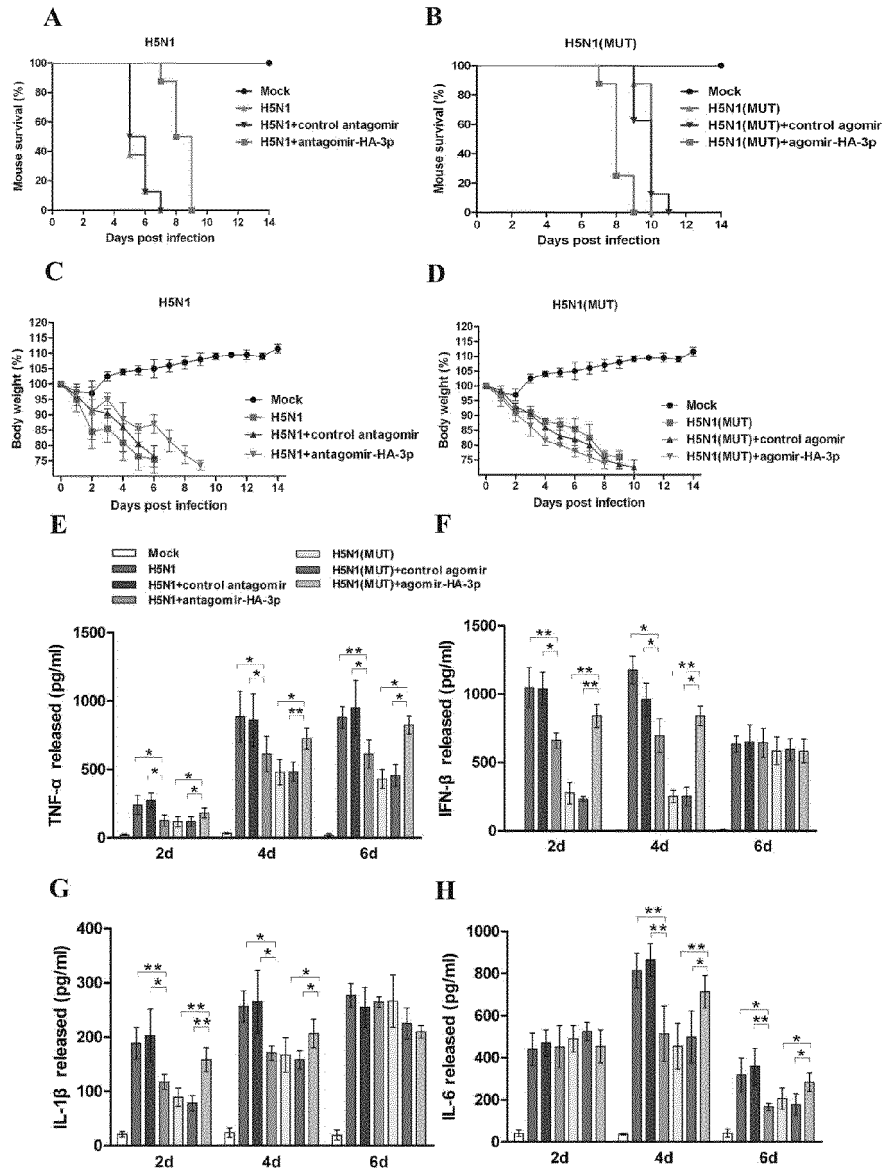 A
H5N1
Mouse survival (%)
100
80
60
40
20
0
0 2 4 6 8 10 12 14
Days post infection
Mock
H5N1
H5N1+control antagomir
H5N1+antagomir-HA-3p
B
H5N1(MUT)
Mouse survival (%)
100
80
60
40
20
0
0 2 4 6 8 10 12 14
Days post infection
Mock
H5N1(MUT)
H5N1(MUT)+control agomir
H5N1(MUT)+agomir-HA-3p
C
H5N1
Body weight (%)
120
115
110
105
100
95
90
85
80
75
0 2 4 6 8 10 12 14
Days post infection
Mock
H5N1
H5N1+control antagomir
H5N1+antagomir-HA-3p
D
H5N1(MUT)
Body weight (%)
120
115
110
105
100
95
90
85
80
75
0 2 4 6 8 10 12 14
Days post infection
Mock
H5N1(MUT)
H5N1(MUT)+control agomir
H5N1(MUT)+agomir-HA-3p
E
Mock
H5N1
H5N1+control antagomir
H5N1+antagomir-HA-3p
H5N1(MUT)
H5N1(MUT)+control agomir
H5N1(MUT)+agomir-HA-3p
TNF-α released (pg/ml)
1500
1000
500
0
* * * *
* * * **
** * * *
2d 4d 6d
F
IFN-β released (pg/ml)
1500
1000
500
0
** * ** **
* * ** *
2d 4d 6d
G
IL-1β released (pg/ml)
400
300
200
100
0
** * ** **
* * * *
2d 4d 6d
H
IL-6 released (pg/ml)
1000
800
600
400
200
0
** ** ** *
* ** * *
2d 4d 6d